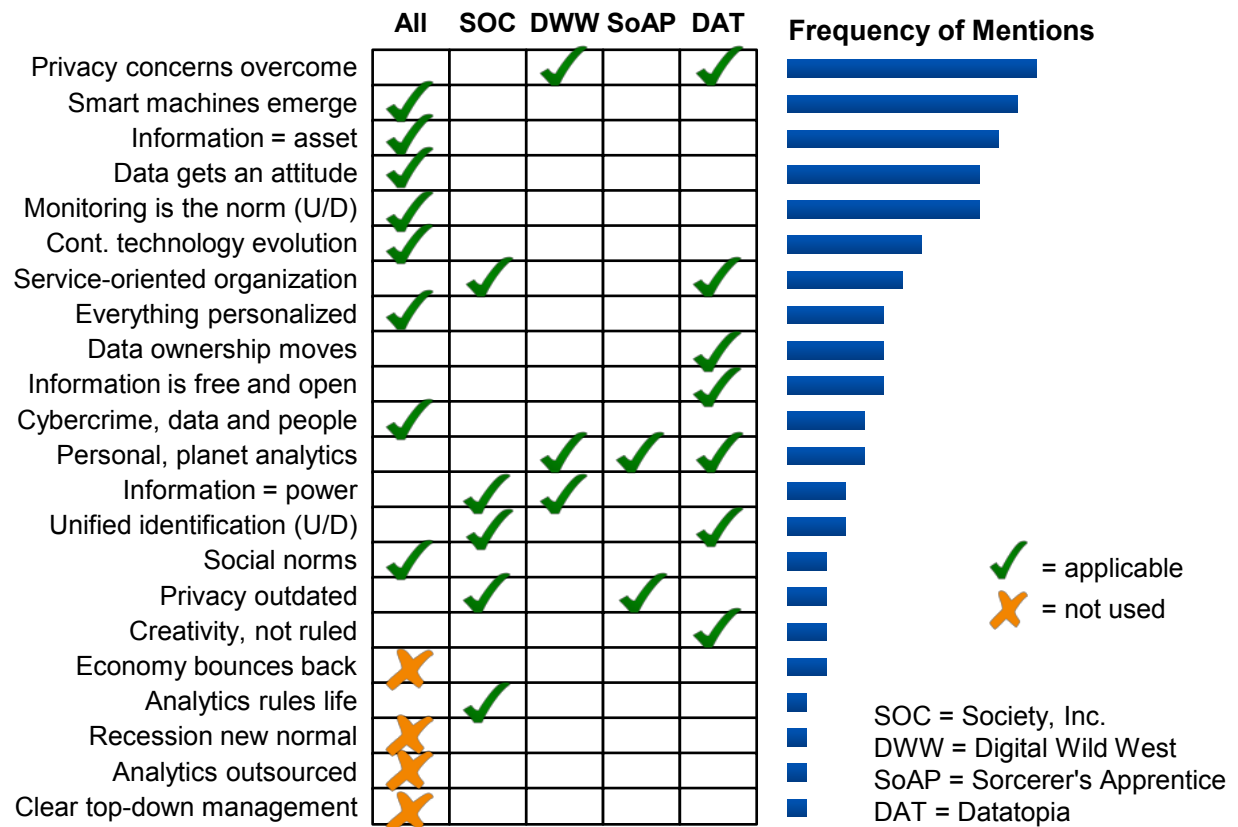 All SOC DWW SoAP DAT
Frequency of Mentions
Privacy concerns overcome
Smart machines emerge
Information = asset
Data gets an attitude
Monitoring is the norm (U/D)
Cont. technology evolution
Service-oriented organization
Everything personalized
Data ownership moves
Information is free and open
Cybercrime, data and people
Personal, planet analytics
Information = power
Unified identification (U/D)
Social norms
Privacy outdated
Creativity, not ruled
Economy bounces back
Analytics rules life
Recession new normal
Analytics outsourced
Clear top-down management
= applicable
= not used
SOC = Society, Inc.
DWW = Digital Wild West
SoAP = Sorcerer's Apprentice
DAT = Datatopia